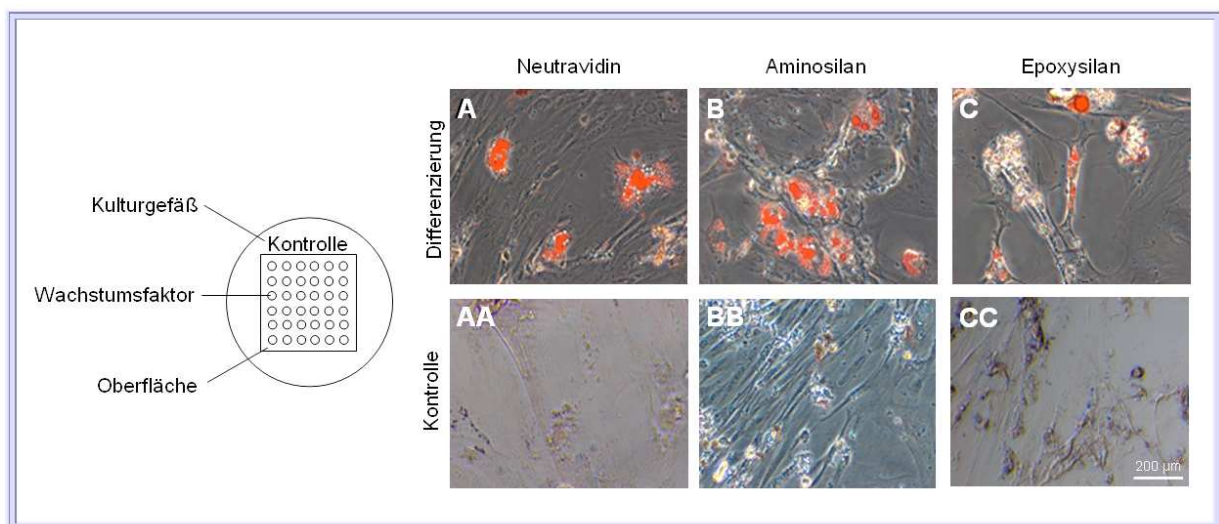 Kulturgefäß
Kontrolle
Wachstumsfaktor
Oberfläche
Neutravidin
Aminosilan
Epoxysilan
Differenzierung
A
B
C
Kontrolle
AA
BB
CC
200 µm